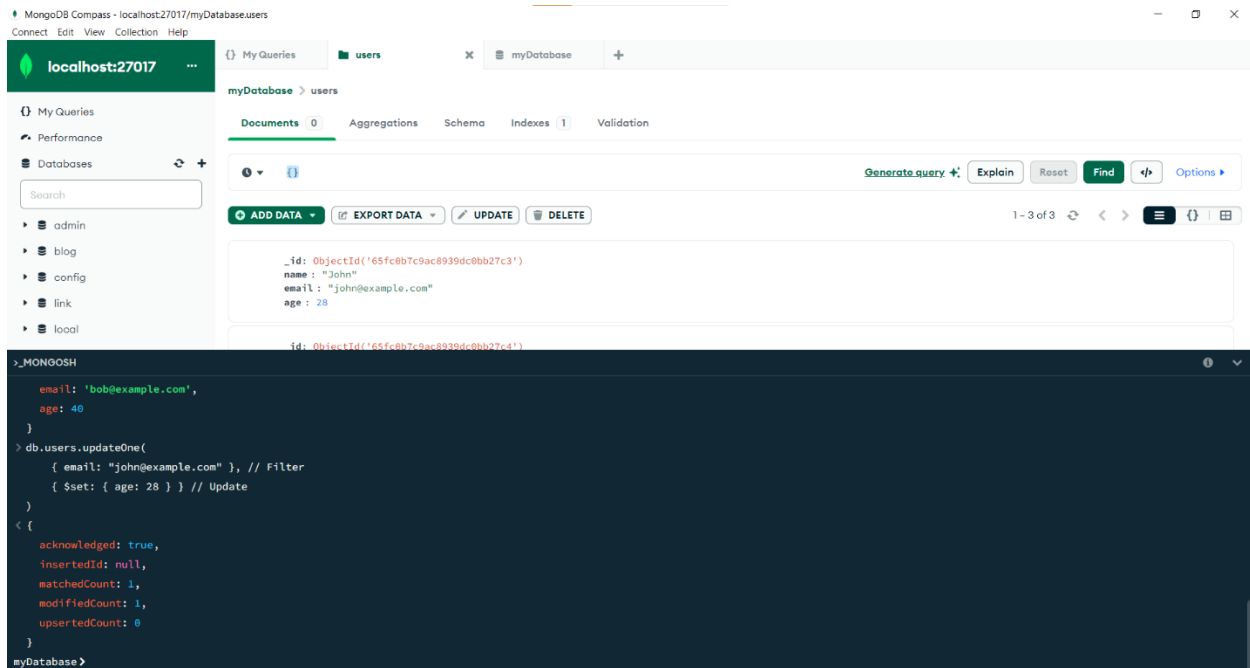 MongoDB Compass - localhost:27017/myDatabase.users
Connect Edit View Collection Help
localhost:27017 ...
{} My Queries
users
myDatabase
myDatabase > users
{} My Queries
Performance
Databases
Search
admin
blog
config
link
local
Documents 0 Aggregations Schema Indexes 1 Validation
{}
Generate query Explain Reset Find </> Options
ADD DATA EXPORT DATA UPDATE DELETE
1 – 3 of 3 {}
_id: ObjectId('65fc0b7c9ac8939dc0bb27c3')
name : "John"
email : "john@example.com"
age : 28
_id: ObjectId('65fc0b7c9ac8939dc0bb27c4')
>_MONGOSH
email: 'bob@example.com',
age: 40
}
> db.users.updateOne(
{ email: "john@example.com" }, // Filter
{ $set: { age: 28 } } // Update
)
< {
acknowledged: true,
insertedId: null,
matchedCount: 1,
modifiedCount: 1,
upsertedCount: 0
}
myDatabase>